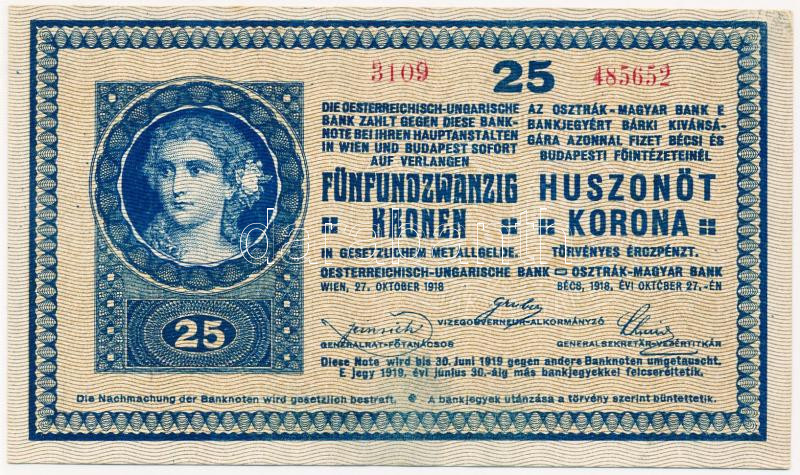 3109 25 485652
DIE OESTERREICHISCH-UNGARISCHE
BANK ZAHLT GEGEN DIESE BANK-
NOTE BEI IHREN HAUPTANSTALTEN
IN WIEN UND BUDAPEST SOFORT
AUF VERLANGEN
FÜNFUNDZWANZIG
KRONEN
IN GESETZLICHEM METALLGELDE.
OESTERREICHISCH-UNGARISCHE BANK
WIEN, 27. OKTOBER 1918
AZ OSZTRÁK-MAGYAR BANK E
BANKJEGYÉRT BÁRKI KIVÁNSÁ-
GÁRA AZONNAL FIZET BÉCSI ÉS
BUDAPESTI FŐINTÉZETEINÉL
HUSZONÖT
KORONA
TÖRVÉNYES ÉRCZPÉNZT.
OSZTRÁK-MAGYAR BANK
BÉCS, 1918. ÉVI OKTÓBER 27.-ÉN
25
VIZEGOUVERNEUR-ALKORMÁNYZÓ
GENERALRAT-FŐTANÁCSOS
GENERALSEKRETÄR-VEZÉRTITKÁR
Diese Note wird bis 30. Juni 1919 gegen andere Banknoten umgetauscht.
E jegy 1919. évi június 30.-áig más bankjegyekkel felcseréltetik.
Die Nachmachung der Banknoten wird gesetzlich bestraft. A bankjegyek utánzása a törvény szerint büntettetik.
darabanth